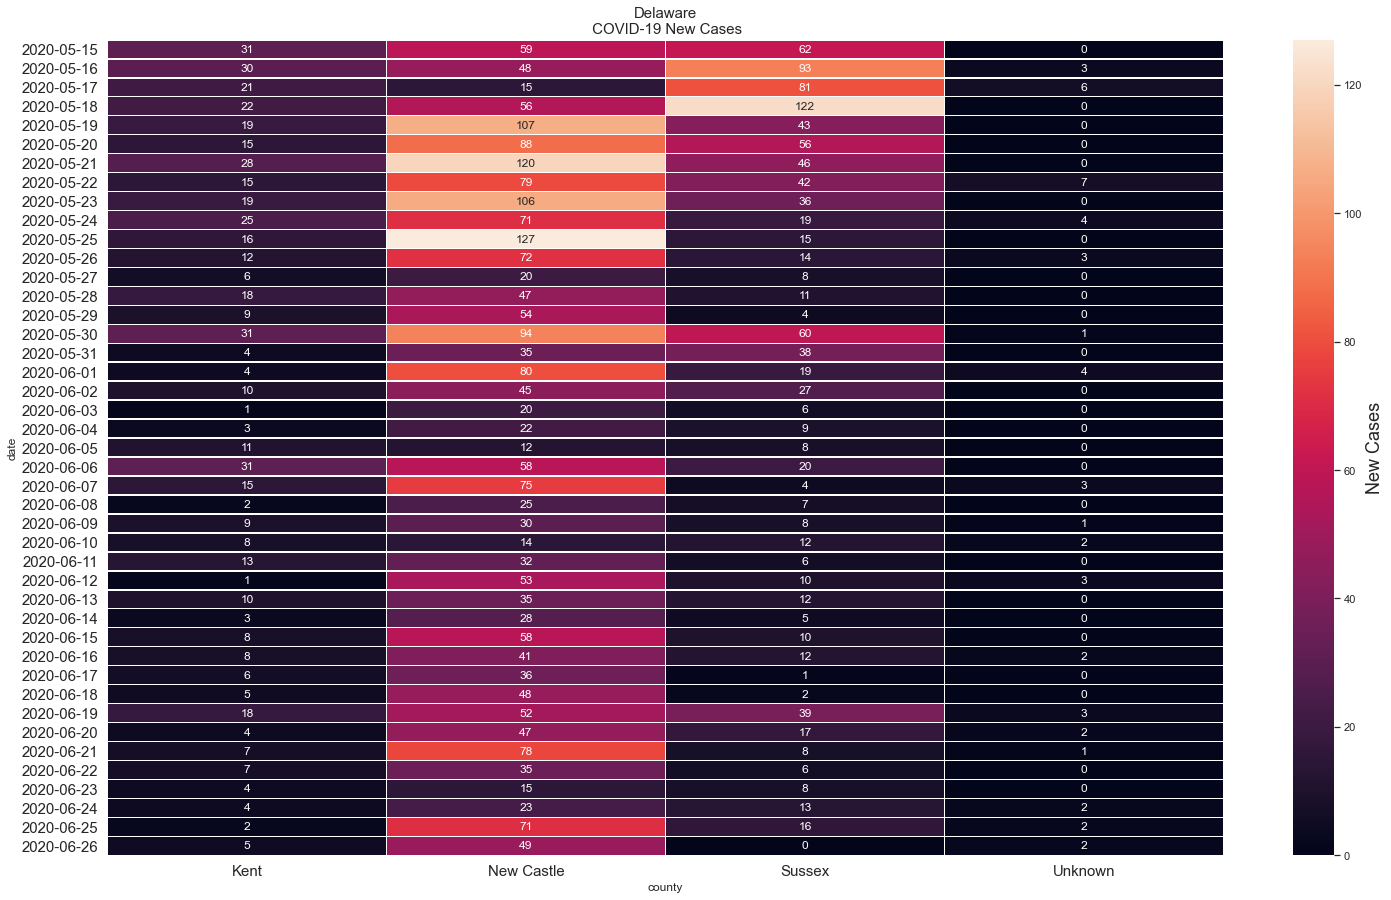 Delaware
COVID-19 New Cases
2020-05-15 31 59 62 0
2020-05-16 30 48 93 3
2020-05-17 21 15 81 6
2020-05-18 22 56 122 0
2020-05-19 19 107 43 0
2020-05-20 15 88 56 0
2020-05-21 28 120 46 0
2020-05-22 15 79 42 7
2020-05-23 19 106 36 0
2020-05-24 25 71 19 4
2020-05-25 16 127 15 0
2020-05-26 12 72 14 3
2020-05-27 6 20 8 0
2020-05-28 18 47 11 0
2020-05-29 9 54 4 0
2020-05-30 31 94 60 1
2020-05-31 4 35 38 0
2020-06-01 4 80 19 4
2020-06-02 10 45 27 0
2020-06-03 1 20 6 0
2020-06-04 3 22 9 0
2020-06-05 11 12 8 0
2020-06-06 31 58 20 0
2020-06-07 15 75 4 3
2020-06-08 2 25 7 0
2020-06-09 9 30 8 1
2020-06-10 8 14 12 2
2020-06-11 13 32 6 0
2020-06-12 1 53 10 3
2020-06-13 10 35 12 0
2020-06-14 3 28 5 0
2020-06-15 8 58 10 0
2020-06-16 8 41 12 2
2020-06-17 6 36 1 0
2020-06-18 5 48 2 0
2020-06-19 18 52 39 3
2020-06-20 4 47 17 2
2020-06-21 7 78 8 1
2020-06-22 7 35 6 0
2020-06-23 4 15 8 0
2020-06-24 4 23 13 2
2020-06-25 2 71 16 2
2020-06-26 5 49 0 2
Kent New Castle Sussex Unknown
county
date
120
100
80
60
40
20
0
New Cases